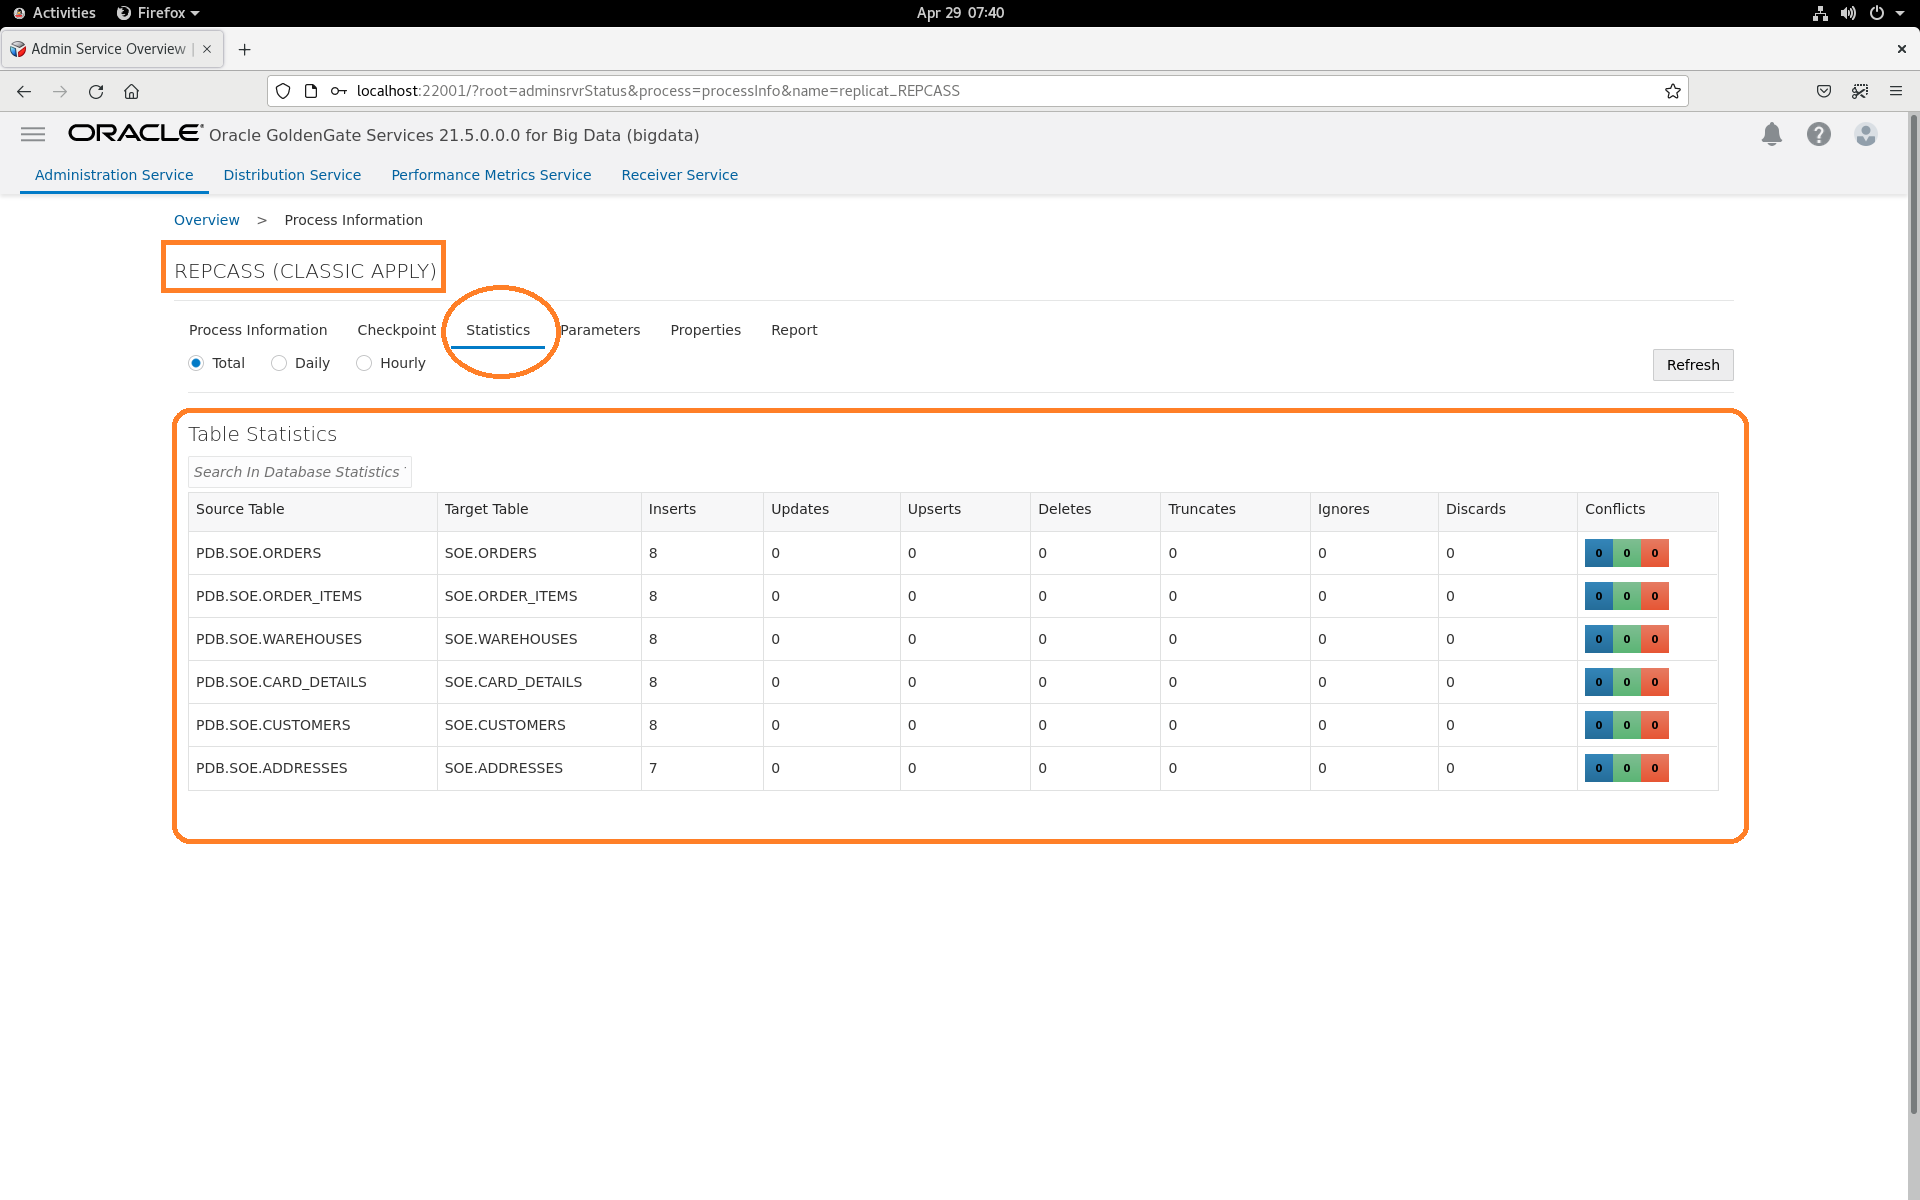 Activities Firefox Apr 29 07:40
Admin Service Overview |
localhost:22001/?root=adminsrvrStatus&process=processInfo&name=replicat_REPCASS
ORACLE Oracle GoldenGate Services 21.5.0.0.0 for Big Data (bigdata)
Administration Service Distribution Service Performance Metrics Service Receiver Service
Overview > Process Information
REPCASS (CLASSIC APPLY)
Process Information Checkpoint Statistics Parameters Properties Report
Total Daily Hourly Refresh
Table Statistics
Search In Database Statistics
Source Table Target Table Inserts Updates Upserts Deletes Truncates Ignores Discards Conflicts
PDB.SOE.ORDERS SOE.ORDERS 8 0 0 0 0 0 0 0 0 0
PDB.SOE.ORDER_ITEMS SOE.ORDER_ITEMS 8 0 0 0 0 0 0 0 0 0
PDB.SOE.WAREHOUSES SOE.WAREHOUSES 8 0 0 0 0 0 0 0 0 0
PDB.SOE.CARD_DETAILS SOE.CARD_DETAILS 8 0 0 0 0 0 0 0 0 0
PDB.SOE.CUSTOMERS SOE.CUSTOMERS 8 0 0 0 0 0 0 0 0 0
PDB.SOE.ADDRESSES SOE.ADDRESSES 7 0 0 0 0 0 0 0 0 0